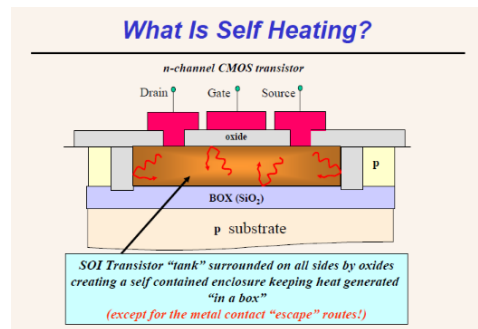 What Is Self Heating?
n-channel CMOS transistor
Drain Gate Source
oxide
p
BOX (SiO₂)
p substrate
SOI Transistor “tank” surrounded on all sides by oxides
creating a self contained enclosure keeping heat generated
“in a box”
(except for the metal contact “escape” routes!)